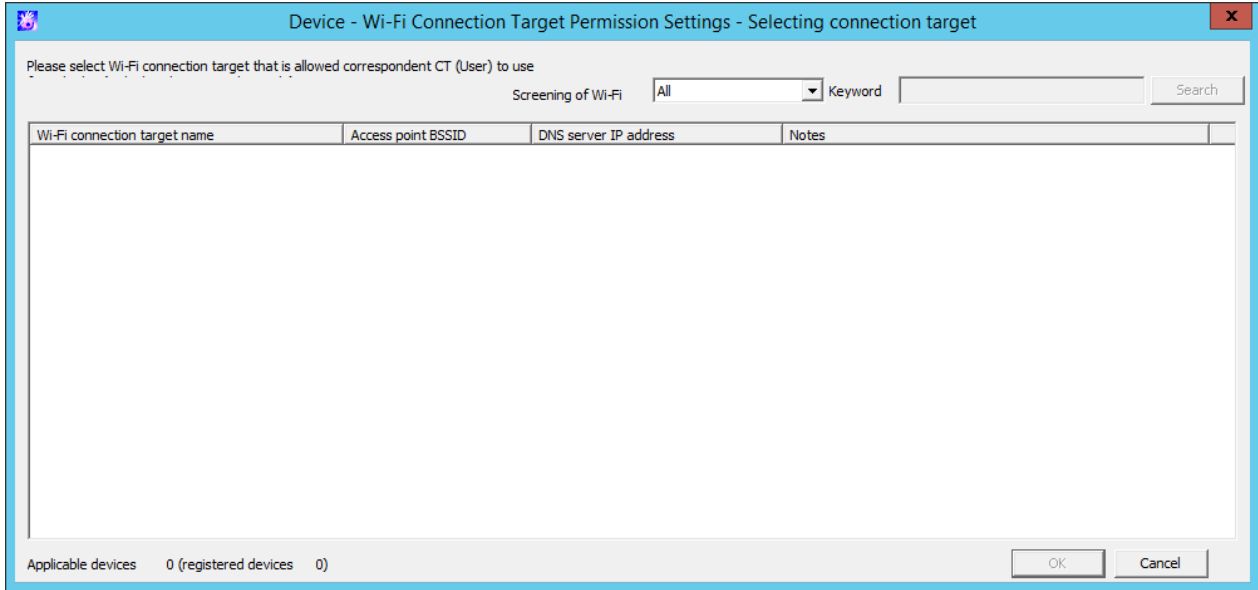 Device - Wi-Fi Connection Target Permission Settings - Selecting connection target
x
Please select Wi-Fi connection target that is allowed correspondent CT (User) to use
Screening of Wi-Fi All Keyword Search
Wi-Fi connection target name Access point BSSID DNS server IP address Notes
Applicable devices 0 (registered devices 0) OK Cancel